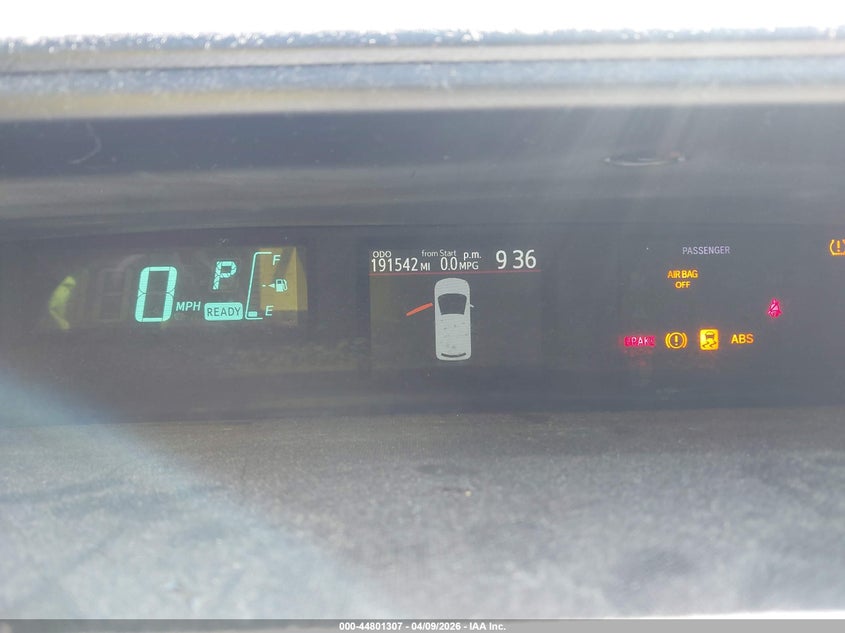 ODO from Start p.m. 9 36
191542 MI 0.0 MPG
PASSENGER
AIR BAG
OFF
P
F
0 MPH READY E
BRAKE ABS
000-44801307 - 04/09/2026 - IAA Inc.